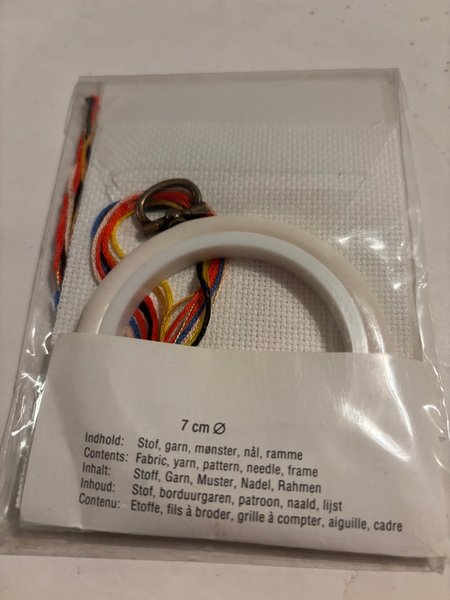 7 cm Ø
Indhold: Stof, garn, mønster, nål, ramme
Contents: Fabric, yarn, pattern, needle, frame
Inhalt: Stoff, Garn, Muster, Nadel, Rahmen
Inhoud: Stof, borduurgaren, patroon, naald, lijst
Contenu: Etoffe, fils à broder, grille à compter, aiguille, cadre